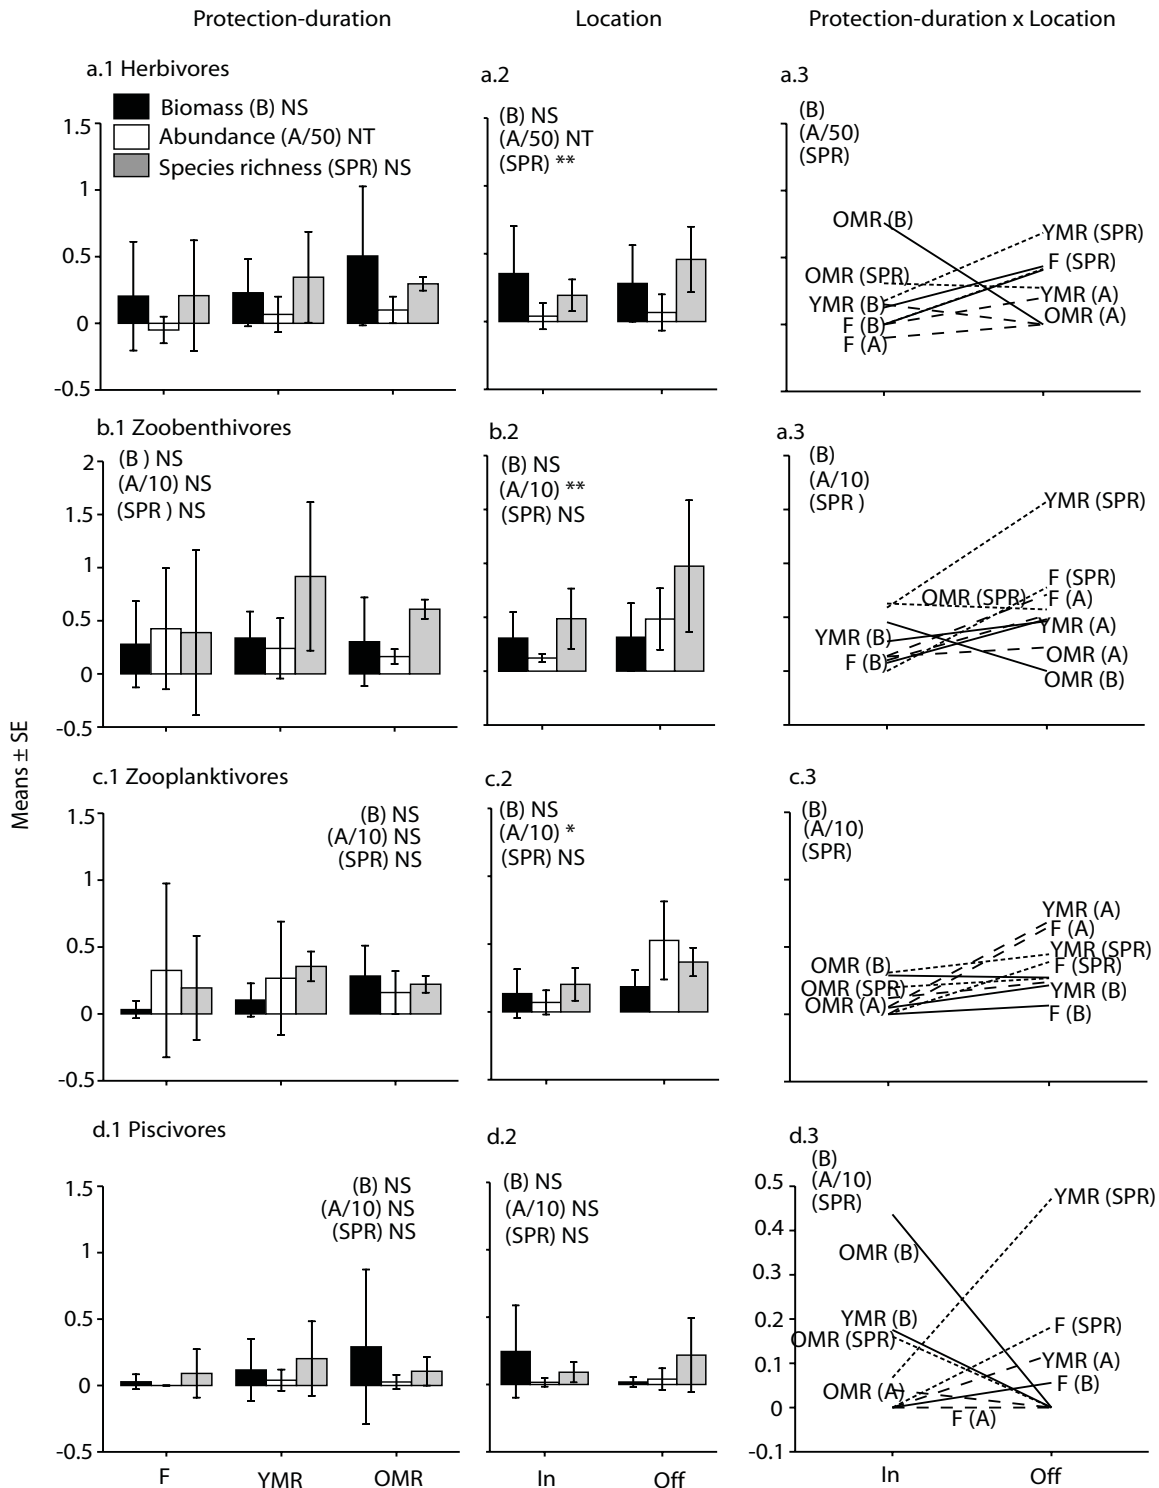 Protection-duration
Location
Protection-duration x Location
Means ± SE
a.1 Herbivores
Biomass (B) NS
Abundance (A/50) NT
Species richness (SPR) NS
1.5
1
0.5
0
-0.5
a.2
(B) NS
(A/50) NT
(SPR) **
a.3
(B)
(A/50)
(SPR)
OMR (B)
YMR (SPR)
F (SPR)
OMR (SPR)
YMR (A)
YMR (B)
OMR (A)
F (B)
F (A)
b.1 Zoobenthivores
(B ) NS
(A/10) NS
(SPR ) NS
2
1.5
1
0.5
0
-0.5
b.2
(B) NS
(A/10) **
(SPR) NS
a.3
(B)
(A/10)
(SPR )
YMR (SPR)
F (SPR)
OMR (SPR)
F (A)
YMR (B)
YMR (A)
F (B)
OMR (A)
OMR (B)
c.1 Zooplanktivores
(B) NS
(A/10) NS
(SPR) NS
1.5
1
0.5
0
-0.5
c.2
(B) NS
(A/10) *
(SPR) NS
c.3
(B)
(A/10)
(SPR)
YMR (A)
F (A)
YMR (SPR)
OMR (B)
F (SPR)
OMR (SPR)
YMR (B)
OMR (A)
F (B)
d.1 Piscivores
(B) NS
(A/10) NS
(SPR) NS
1.5
1
0.5
0
-0.5
F
YMR
OMR
d.2
(B) NS
(A/10) NS
(SPR) NS
In
Off
d.3
(B)
(A/10)
(SPR)
0.5
0.4
0.3
0.2
0.1
0
-0.1
YMR (SPR)
OMR (B)
YMR (B)
F (SPR)
OMR (SPR)
YMR (A)
OMR (A)
F (B)
F (A)
In
Off